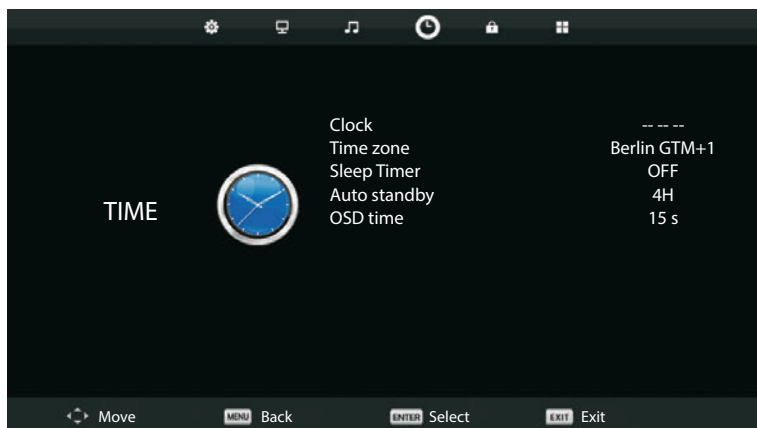 Clock -- -- --
Time zone Berlin GTM+1
Sleep Timer OFF
Auto standby 4H
TIME
OSD time 15 s
Move MENU Back ENTER Select EXIT Exit